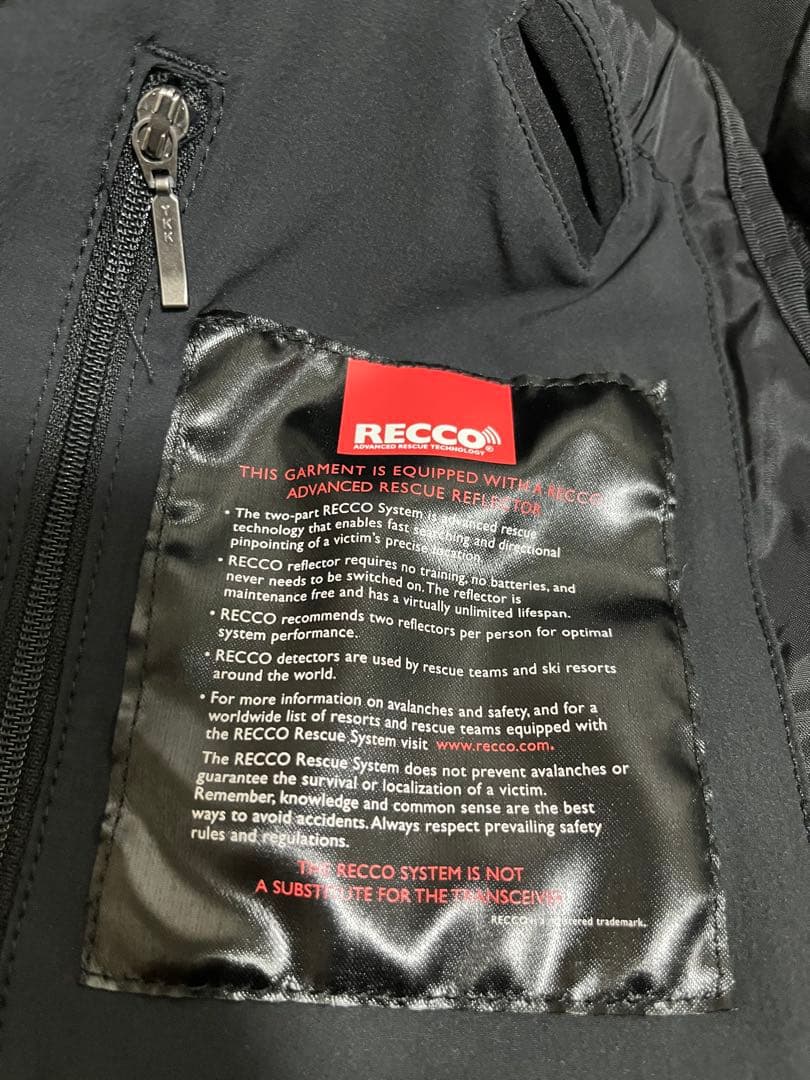 YKK
RECCO®
ADVANCED RESCUE TECHNOLOGY
THIS GARMENT IS EQUIPPED WITH A RECCO
ADVANCED RESCUE REFLECTOR
• The two-part RECCO System is advanced rescue
technology that enables fast searching and directional
pinpointing of a victim's precise location.
• RECCO reflector requires no training, no batteries, and
never needs to be switched on. The reflector is
maintenance free and has a virtually unlimited lifespan.
• RECCO recommends two reflectors per person for optimal
system performance.
• RECCO detectors are used by rescue teams and ski resorts
around the world.
• For more information on avalanches and safety, and for a
worldwide list of resorts and rescue teams equipped with
the RECCO Rescue System visit www.recco.com.
The RECCO Rescue System does not prevent avalanches or
guarantee the survival or localization of a victim.
Remember, knowledge and common sense are the best
ways to avoid accidents. Always respect prevailing safety
rules and regulations.
THE RECCO SYSTEM IS NOT
A SUBSTITUTE FOR THE TRANSCEIVER
RECCO is a registered trademark.